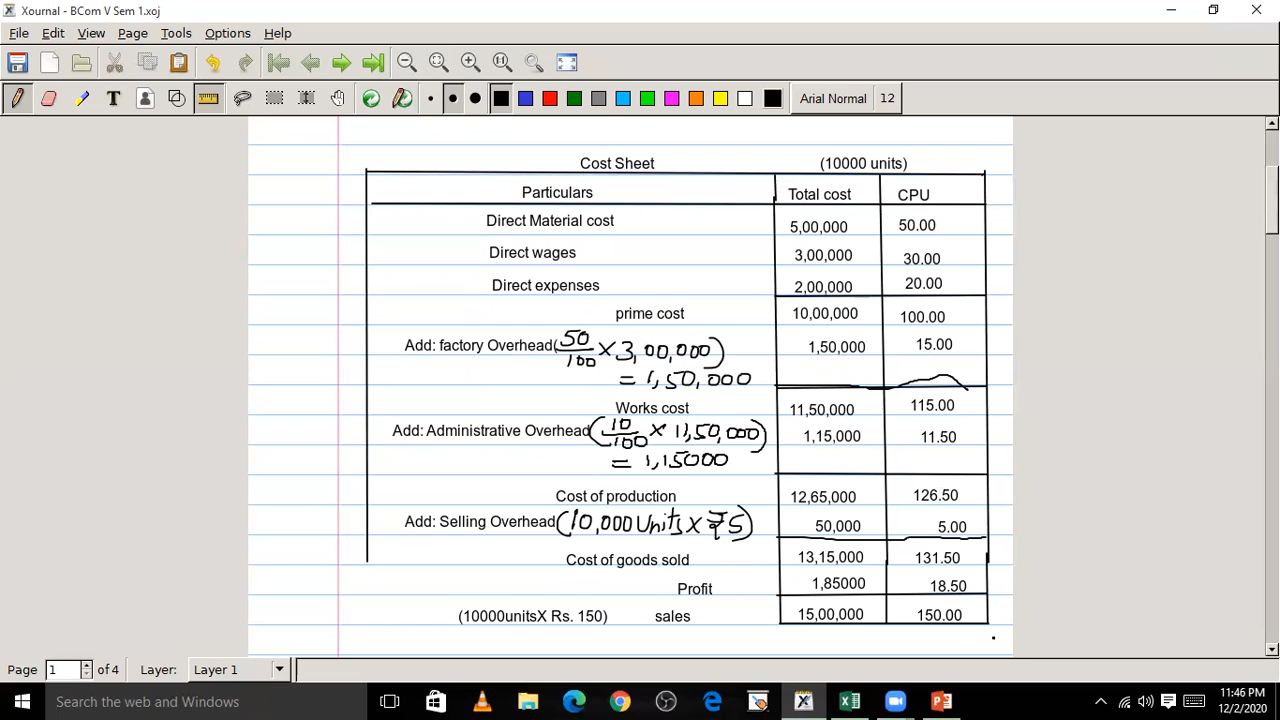 Xournal - BCom V Sem 1.xoj
File Edit View Page Tools Options Help
Arial Normal 12
Cost Sheet (10000 units)
Particulars Total cost CPU
Direct Material cost 5,00,000 50.00
Direct wages 3,00,000 30.00
Direct expenses 2,00,000 20.00
prime cost 10,00,000 100.00
Add: factory Overhead (50/100 × 3,00,000) 1,50,000 15.00
= 1,50,000
Works cost 11,50,000 115.00
Add: Administrative Overhead (10/100 × 11,50,000) 1,15,000 11.50
= 1,15000
Cost of production 12,65,000 126.50
Add: Selling Overhead (10,000 Units × ₹5) 50,000 5.00
Cost of goods sold 13,15,000 131.50
Profit 1,85000 18.50
(10000unitsX Rs. 150) sales 15,00,000 150.00
Page 1 of 4 Layer: Layer 1
Search the web and Windows
11:46 PM
12/2/2020